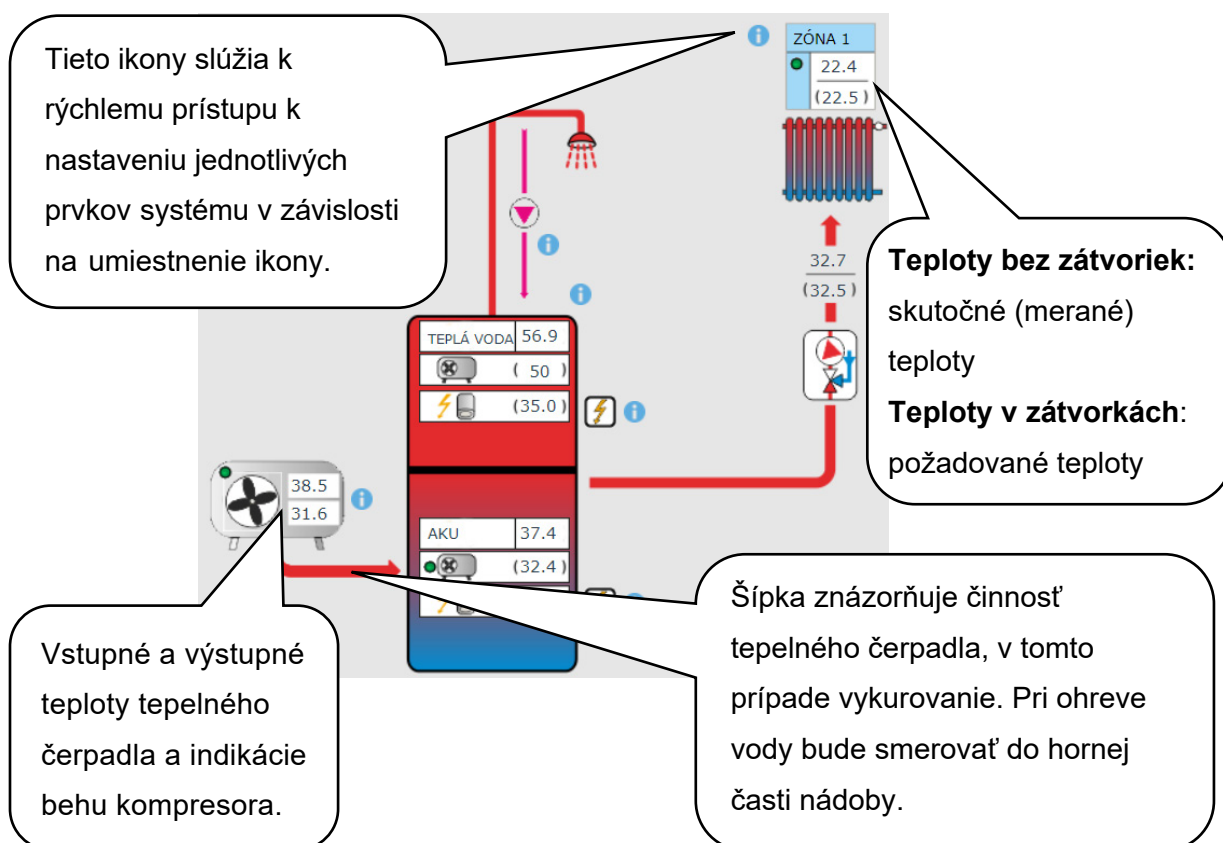 Tieto ikony slúžia k
rýchlemu prístupu k
nastaveniu jednotlivých
prvkov systému v závislosti
na umiestnenie ikony.
ZÓNA 1
22.4
(22.5 )
32.7
(32.5 )
Teploty bez zátvoriek:
skutočné (merané)
teploty
Teploty v zátvorkách:
požadované teploty
TEPLÁ VODA 56.9
( 50 )
(35.0 )
38.5
31.6
AKU 37.4
(32.4 )
Vstupné a výstupné
teploty tepelného
čerpadla a indikácie
behu kompresora.
Šípka znázorňuje činnosť
tepelného čerpadla, v tomto
prípade vykurovanie. Pri ohreve
vody bude smerovať do hornej
časti nádoby.